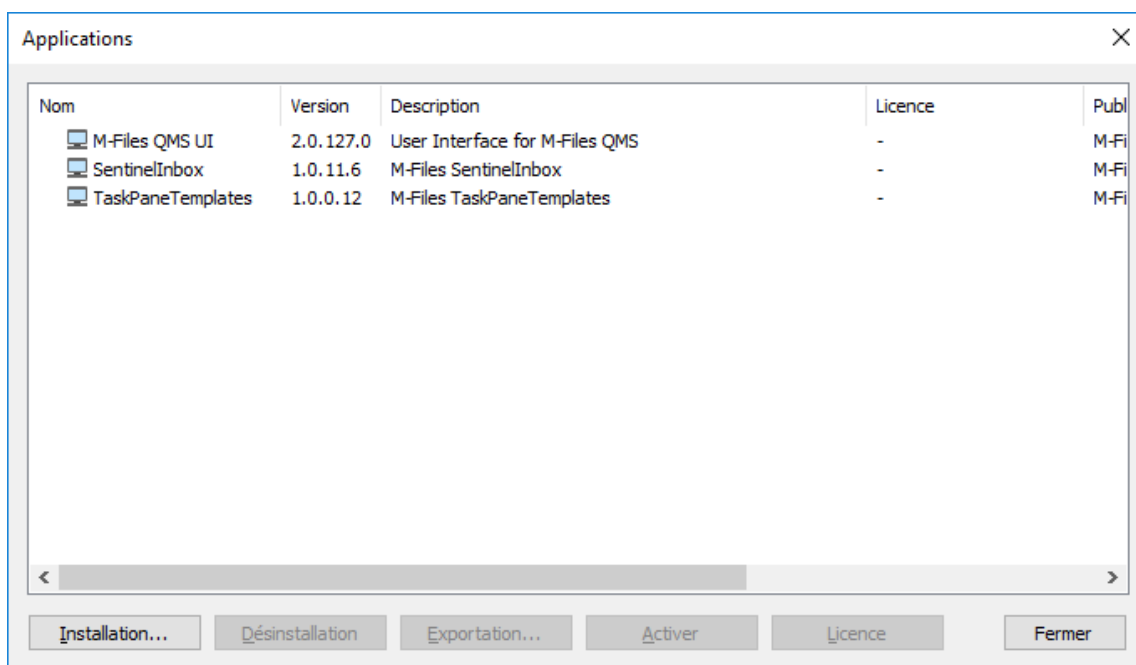 Applications
Nom Version Description Licence Publ
M-Files QMS UI 2.0.127.0 User Interface for M-Files QMS - M-Fi
SentinelInbox 1.0.11.6 M-Files SentinelInbox - M-Fi
TaskPaneTemplates 1.0.0.12 M-Files TaskPaneTemplates - M-Fi
Installation... Désinstallation Exportation... Activer Licence Fermer